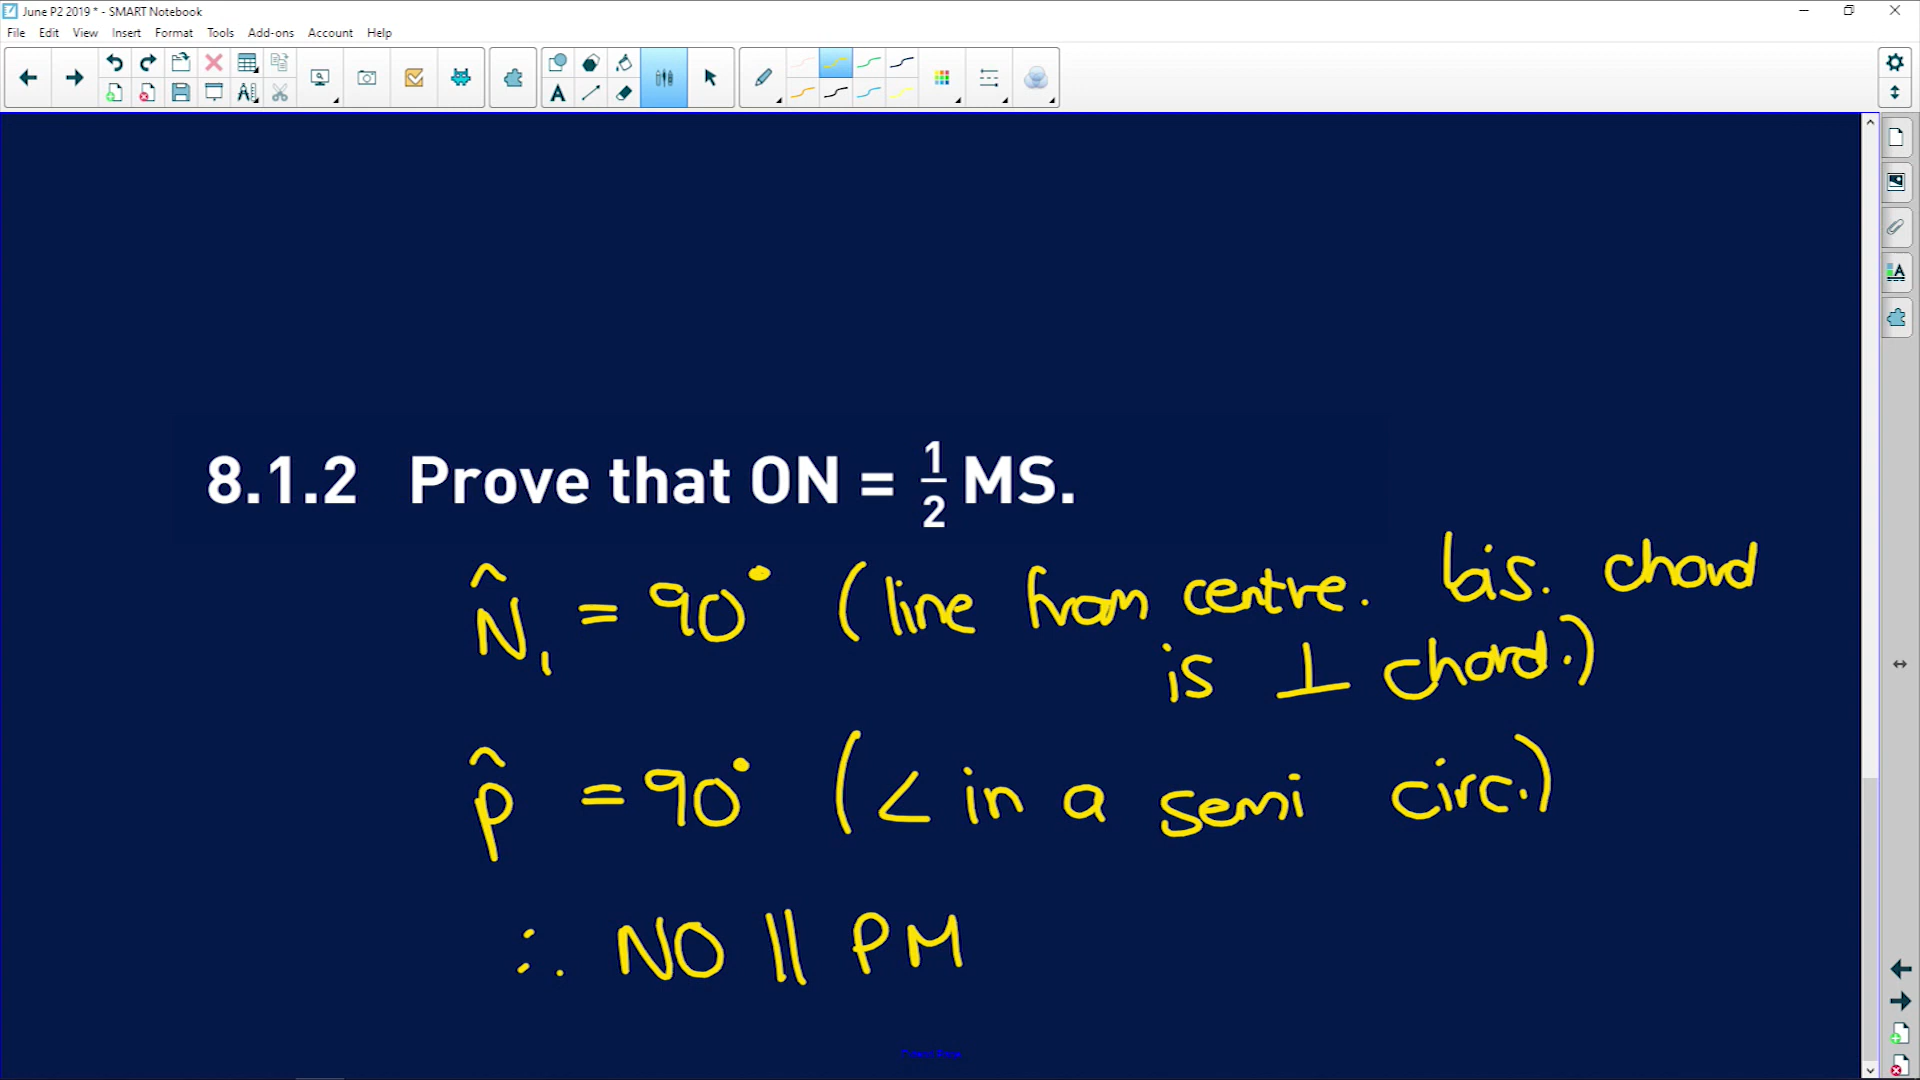 June P2 2019 * - SMART Notebook
File Edit View Insert Format Tools Add-ons Account Help
8.1.2 Prove that ON = 1/2 MS.
N̂₁ = 90° (line from centre. bis. chord
is ⊥ chord.)
p̂ = 90° (< in a semi circ.)
∴ NO || PM